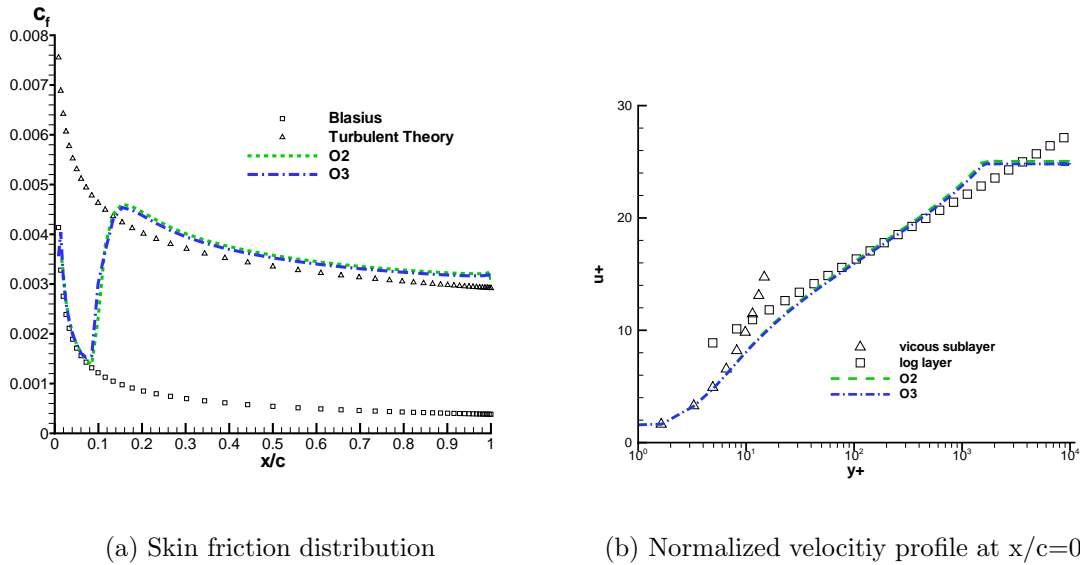 Cf
0.008
0.007
0.006
0.005
0.004
0.003
0.002
0.001
0
0 0.1 0.2 0.3 0.4 0.5 0.6 0.7 0.8 0.9 1
x/c
Blasius
Turbulent Theory
O2
O3
(a) Skin friction distribution
30
20
10
0
u+
10^0 10^1 10^2 10^3 10^4
y+
vicous sublayer
log layer
O2
O3
(b) Normalized velocitiy profile at x/c=0